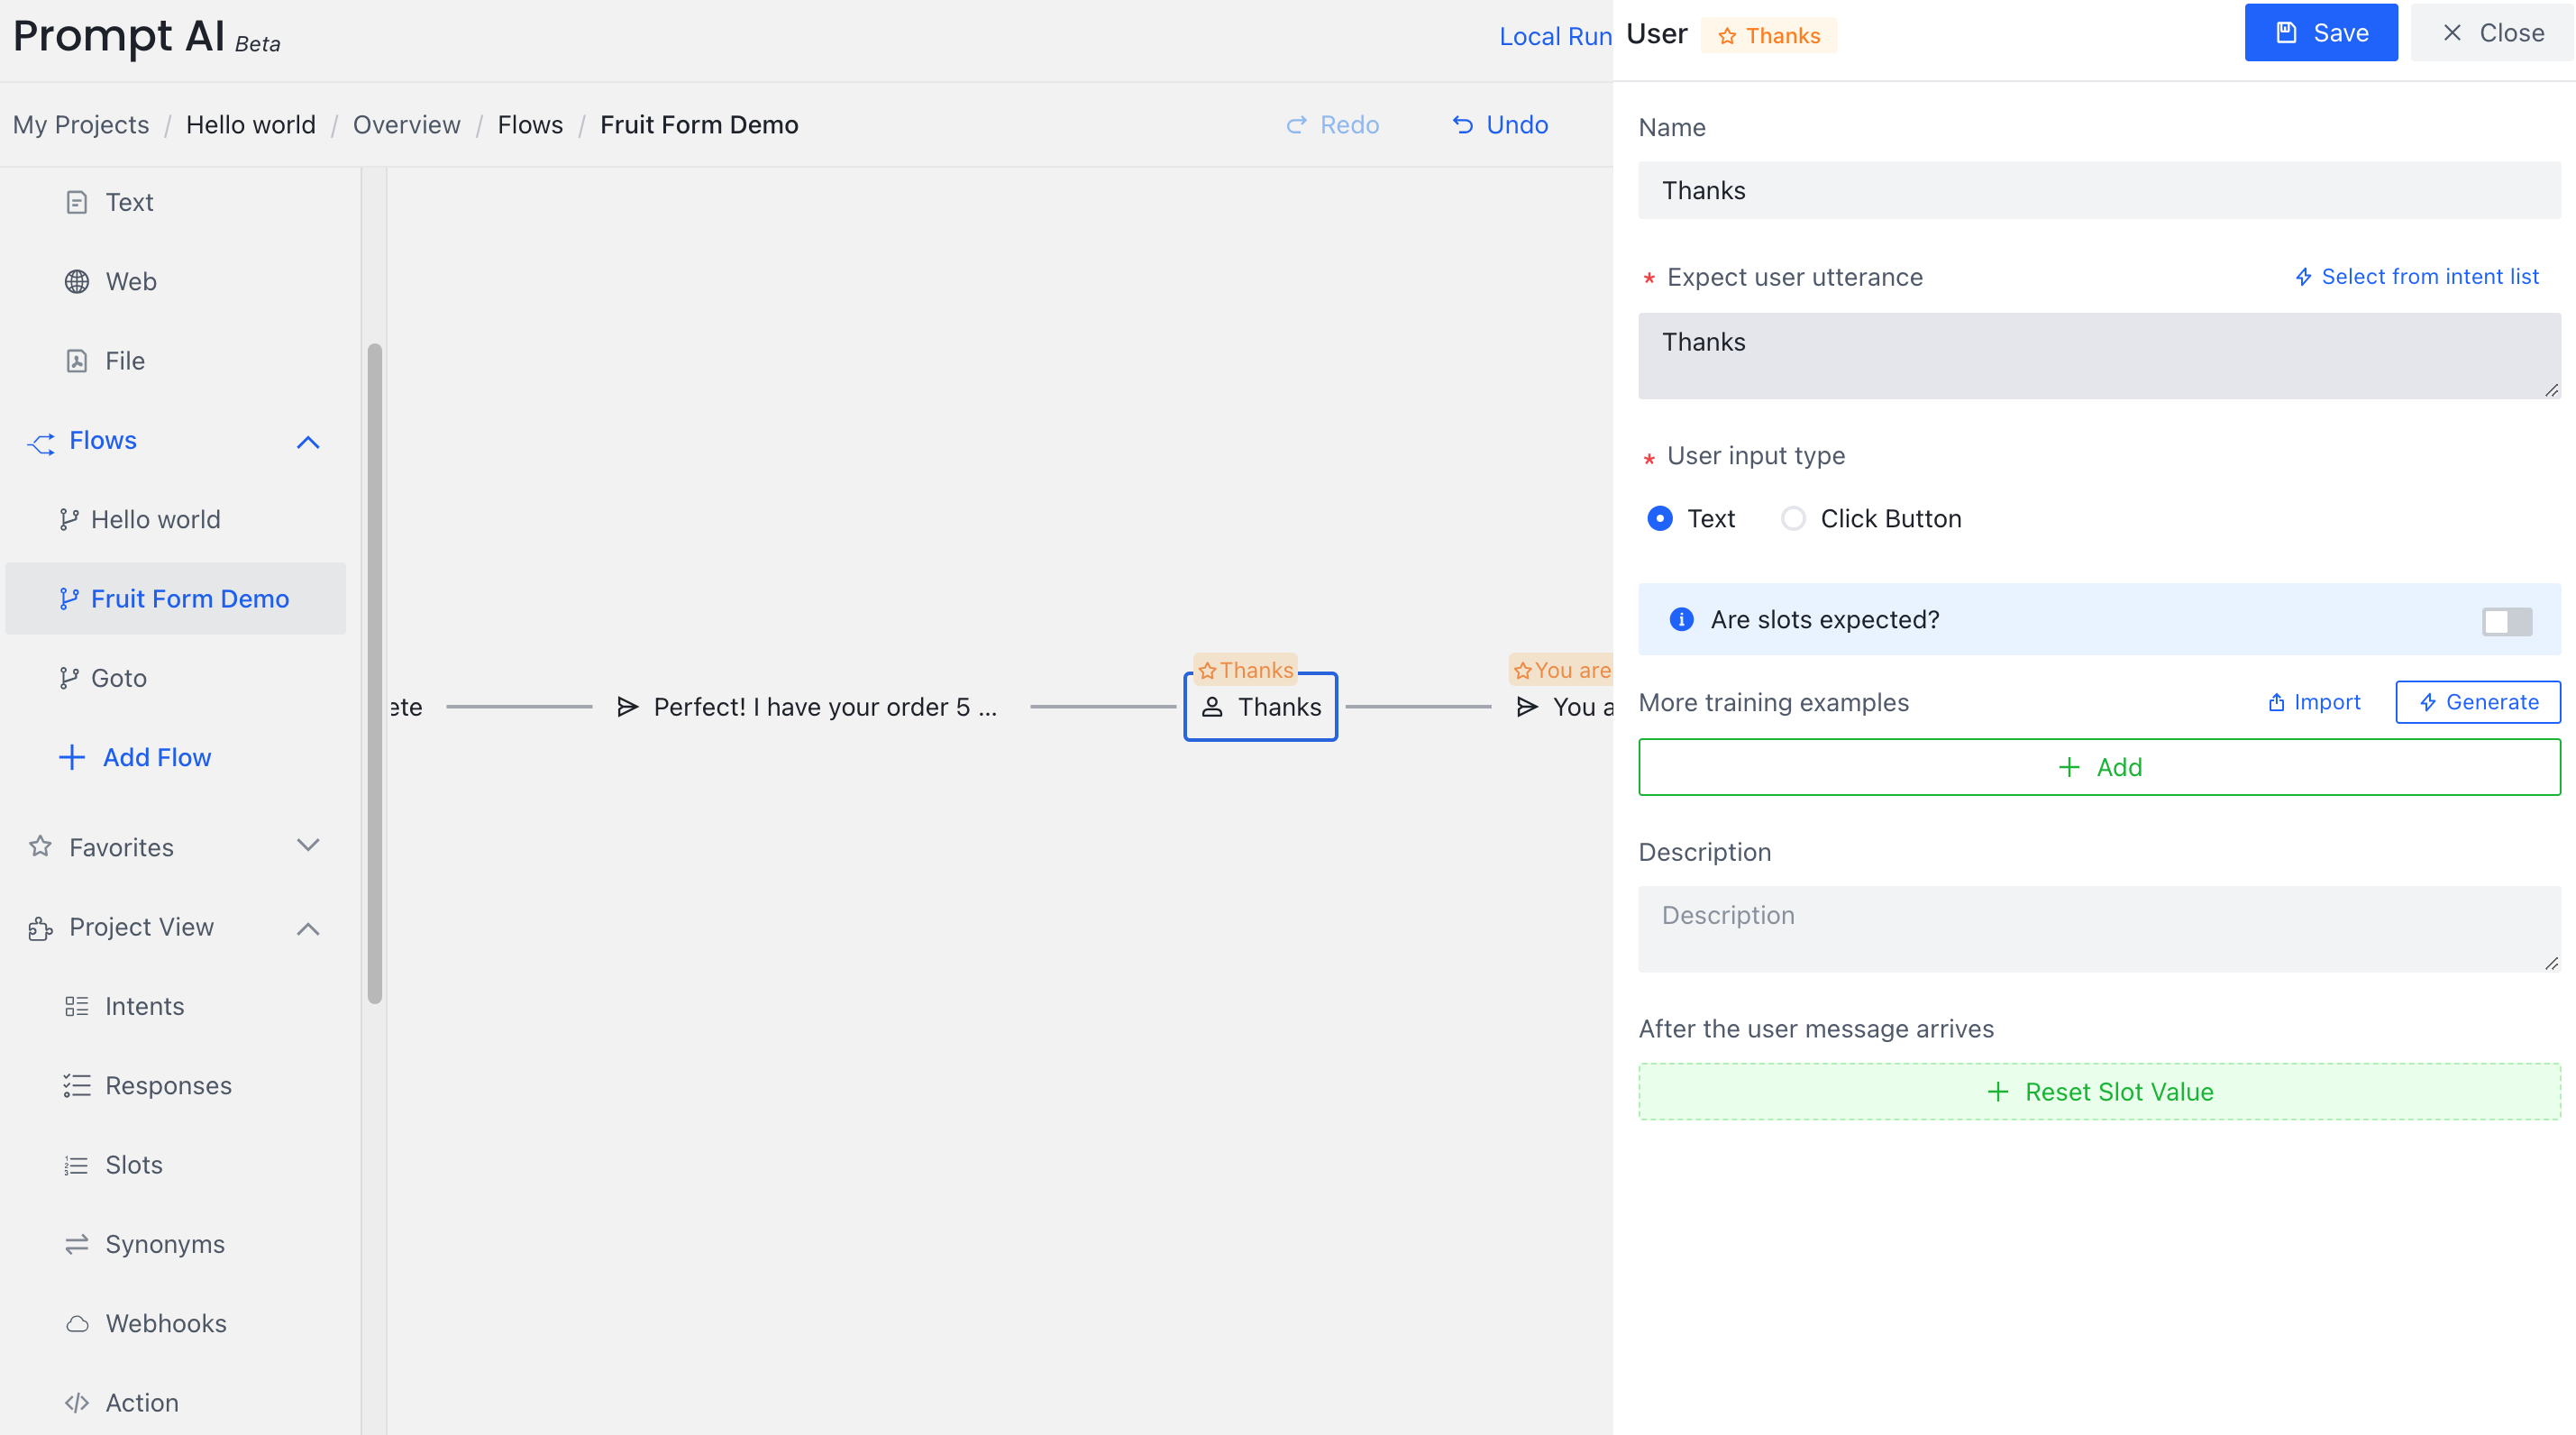 Prompt AI Beta
Local Run
My Projects / Hello world / Overview / Flows / Fruit Form Demo
Redo
Undo
Text
Web
File
Flows
Hello world
Fruit Form Demo
Goto
Add Flow
Favorites
Project View
Intents
Responses
Slots
Synonyms
Webhooks
Action
ete
Perfect! I have your order 5 ...
Thanks
Thanks
You are
You a
User
Thanks
Save
Close
Name
Thanks
* Expect user utterance
Select from intent list
Thanks
* User input type
Text
Click Button
Are slots expected?
More training examples
Import
Generate
Add
Description
Description
After the user message arrives
Reset Slot Value